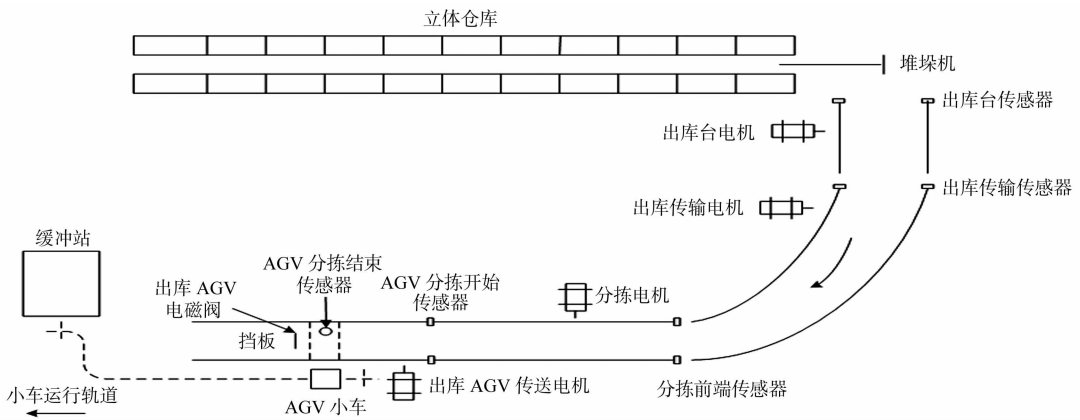 立体仓库
堆垛机
出库台传感器
出库台电机
出库传输传感器
出库传输电机
缓冲站
AGV 分拣结束
传感器
出库 AGV
电磁阀
AGV 分拣开始
传感器
分拣电机
挡板
小车运行轨道
AGV 小车
出库 AGV 传送电机
分拣前端传感器